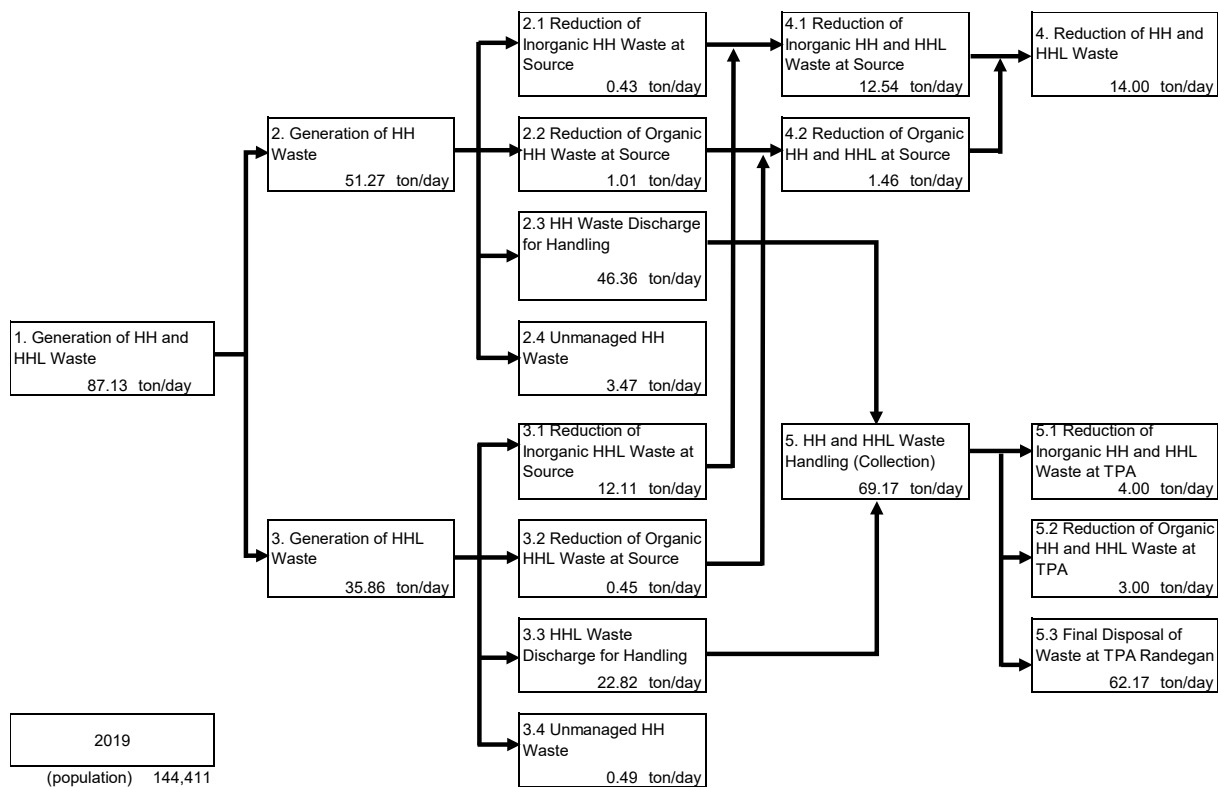 2.1 Reduction of
Inorganic HH Waste at
Source
0.43 ton/day
4.1 Reduction of
Inorganic HH and HHL
Waste at Source
12.54 ton/day
4. Reduction of HH and
HHL Waste
14.00 ton/day
2. Generation of HH
Waste
51.27 ton/day
2.2 Reduction of Organic
HH Waste at Source
1.01 ton/day
4.2 Reduction of Organic
HH and HHL at Source
1.46 ton/day
2.3 HH Waste Discharge
for Handling
46.36 ton/day
1. Generation of HH and
HHL Waste
87.13 ton/day
2.4 Unmanaged HH
Waste
3.47 ton/day
3.1 Reduction of
Inorganic HHL Waste at
Source
12.11 ton/day
5. HH and HHL Waste
Handling (Collection)
69.17 ton/day
5.1 Reduction of
Inorganic HH and HHL
Waste at TPA
4.00 ton/day
3. Generation of HHL
Waste
35.86 ton/day
3.2 Reduction of Organic
HHL Waste at Source
0.45 ton/day
5.2 Reduction of Organic
HH and HHL Waste at
TPA
3.00 ton/day
3.3 HHL Waste
Discharge for Handling
22.82 ton/day
5.3 Final Disposal of
Waste at TPA Randegan
62.17 ton/day
3.4 Unmanaged HH
Waste
0.49 ton/day
2019
(population) 144,411